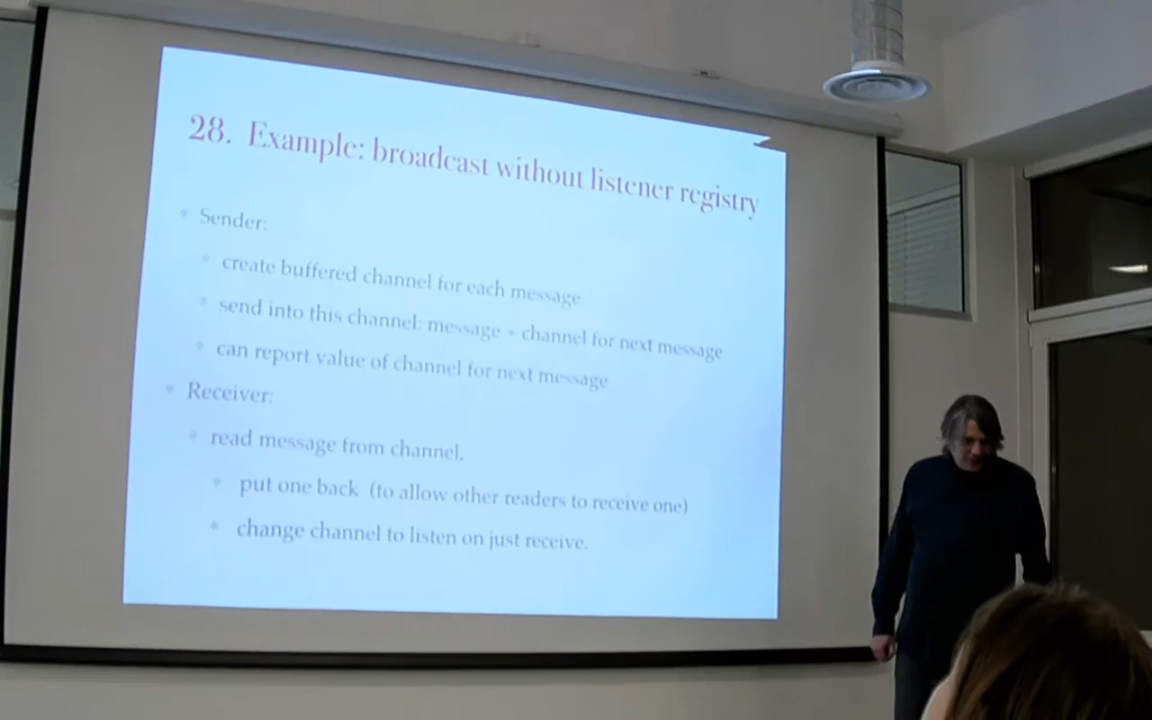 28. Example: broadcast without listener registry
Sender:
create buffered channel for each message
send into this channel: message + channel for next message
can report value of channel for next message
Receiver:
read message from channel,
put one back (to allow other readers to receive one)
change channel to listen on just receive.